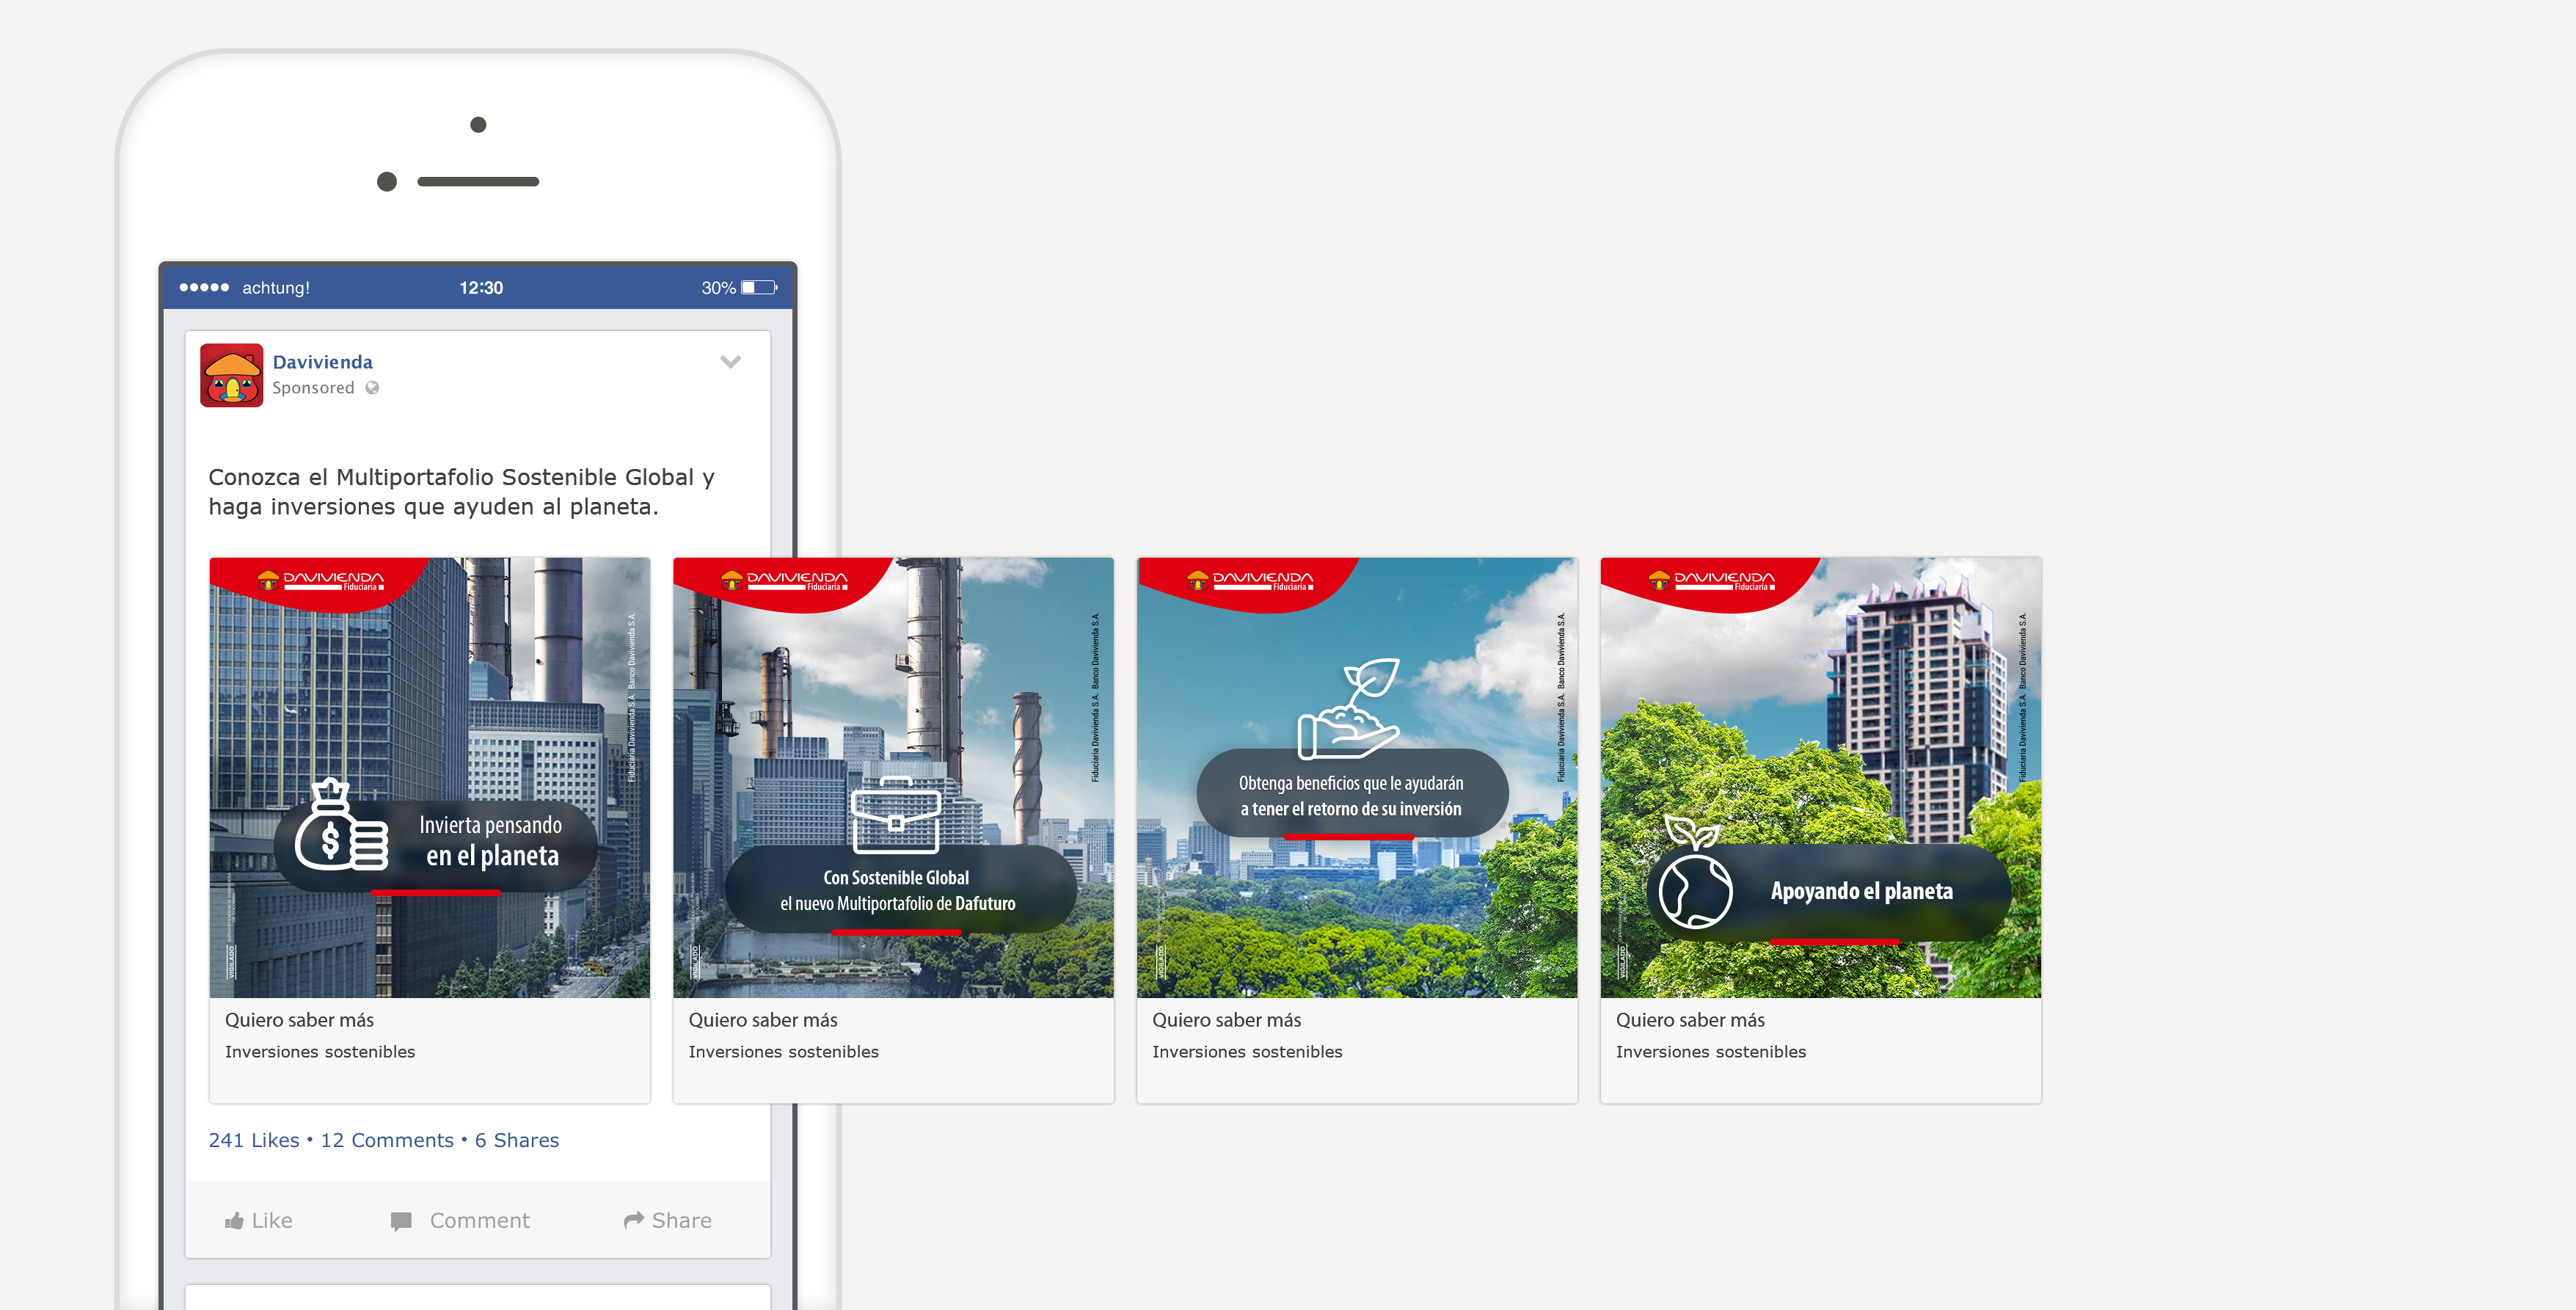 achtung!
12:30
30%
Davivienda
Sponsored
Conozca el Multiportafolio Sostenible Global y
haga inversiones que ayuden al planeta.
DAVIVIENDA
Fiduciaria
Fiduciaria Davivienda S.A. Banco Davivienda S.A.
Invierta pensando
en el planeta
VIGILADO
Quiero saber más
Inversiones sostenibles
DAVIVIENDA
Fiduciaria
Fiduciaria Davivienda S.A. Banco Davivienda S.A.
Con Sostenible Global
el nuevo Multiportafolio de Dafuturo
VIGILADO
Quiero saber más
Inversiones sostenibles
DAVIVIENDA
Fiduciaria
Fiduciaria Davivienda S.A. Banco Davivienda S.A.
Obtenga beneficios que le ayudarán
a tener el retorno de su inversión
VIGILADO
Quiero saber más
Inversiones sostenibles
DAVIVIENDA
Fiduciaria
Fiduciaria Davivienda S.A. Banco Davivienda S.A.
Apoyando el planeta
VIGILADO
Quiero saber más
Inversiones sostenibles
241 Likes • 12 Comments • 6 Shares
Like
Comment
Share